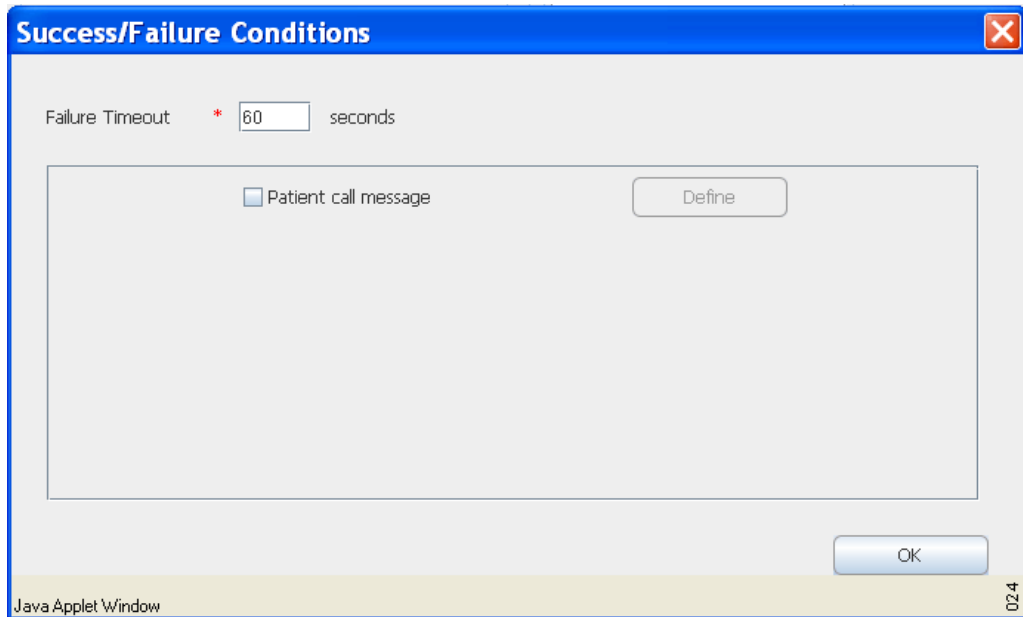 Success/Failure Conditions
Failure Timeout * 60 seconds
Patient call message Define
OK
Java Applet Window
024